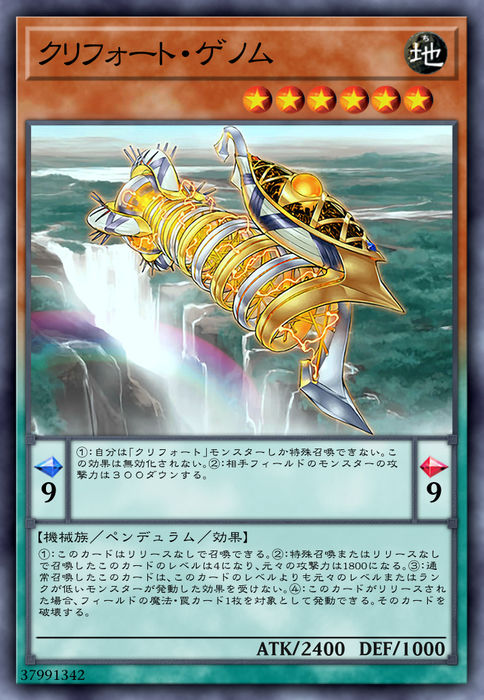 クリフォート・ゲノム
ち
地
①:自分は「クリフォート」モンスターしか特殊召喚できない。こ
の効果は無効化されない。②:相手フィールドのモンスターの攻
撃力は300ダウンする。
9
9
【機械族/ペンデュラム/効果】
①:このカードはリリースなしで召喚できる。②:特殊召喚またはリリースなし
で召喚したこのカードのレベルは4になり、元々の攻撃力は1800になる。③:通
常召喚したこのカードは、このカードのレベルよりも元々のレベルまたはラン
クが低いモンスターが発動した効果を受けない。④:このカードがリリースされ
た場合、フィールドの魔法・罠カード1枚を対象として発動できる。そのカードを
破壊する。
ATK/2400 DEF/1000
37991342